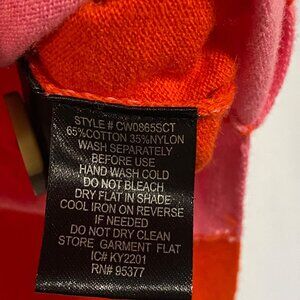 STYLE # CW0865SCT
65%COTTON 35%NYLON
WASH SEPARATELY
BEFORE USE
HAND WASH COLD
DO NOT BLEACH
DRY FLAT IN SHADE
COOL IRON ON REVERSE
IF NEEDED
DO NOT DRY CLEAN
STORE GARMENT FLAT
IC# KY2201
RN# 95377